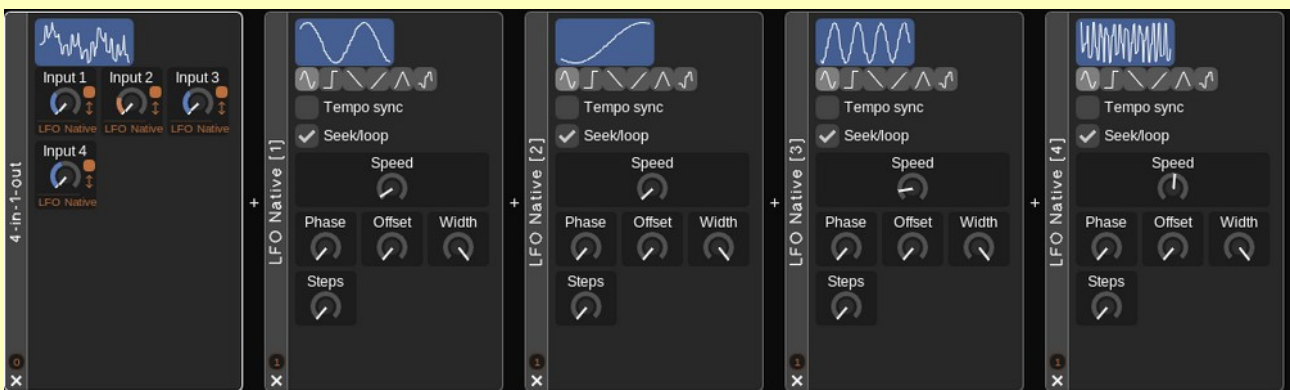 4-in-1-out
Input 1 Input 2 Input 3
LFO Native LFO Native LFO Native
Input 4
LFO Native
0
X
+
LFO Native [1]
Tempo sync
Seek/loop
Speed
Phase Offset Width
Steps
1
X
+
LFO Native [2]
Tempo sync
Seek/loop
Speed
Phase Offset Width
Steps
1
X
+
LFO Native [3]
Tempo sync
Seek/loop
Speed
Phase Offset Width
Steps
1
X
+
LFO Native [4]
Tempo sync
Seek/loop
Speed
Phase Offset Width
Steps
1
X